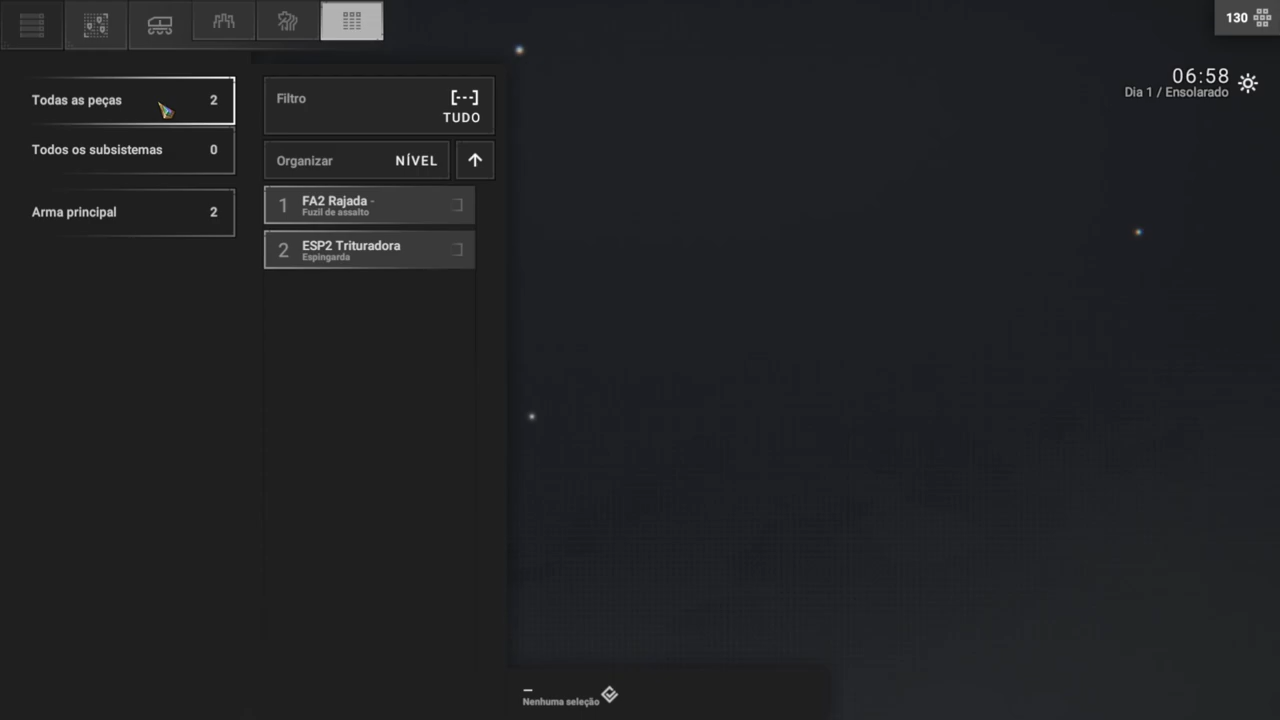 130
06:58
Dia 1 / Ensolarado
Todas as peças 2
Todos os subsistemas 0
Arma principal 2
Filtro [---]
TUDO
Organizar NÍVEL
1 FA2 Rajada -
Fuzil de assalto
2 ESP2 Trituradora
Espingarda
–
Nenhuma seleção